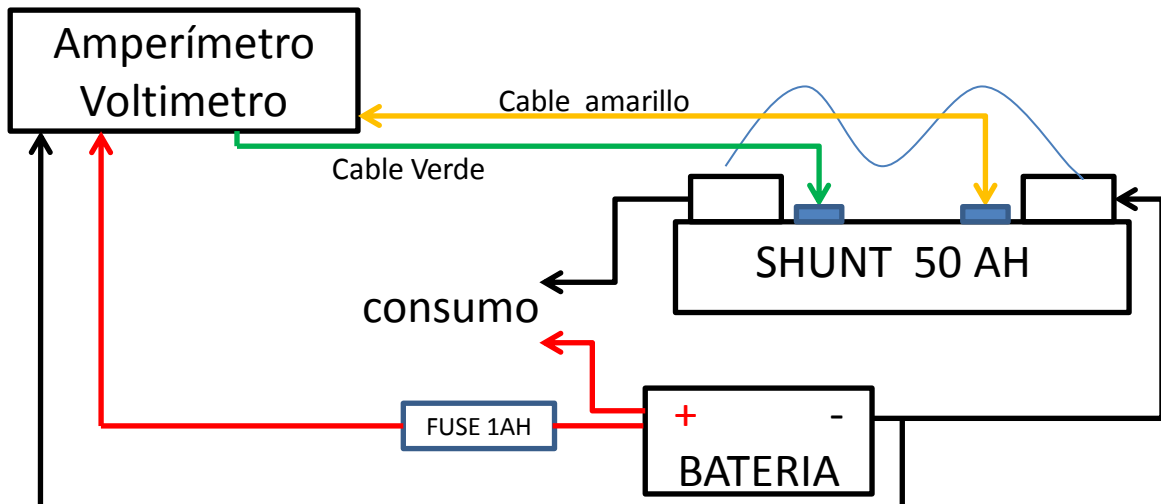 Amperímetro
Voltimetro
Cable amarillo
Cable Verde
SHUNT 50 AH
consumo
FUSE 1AH
+ -
BATERIA